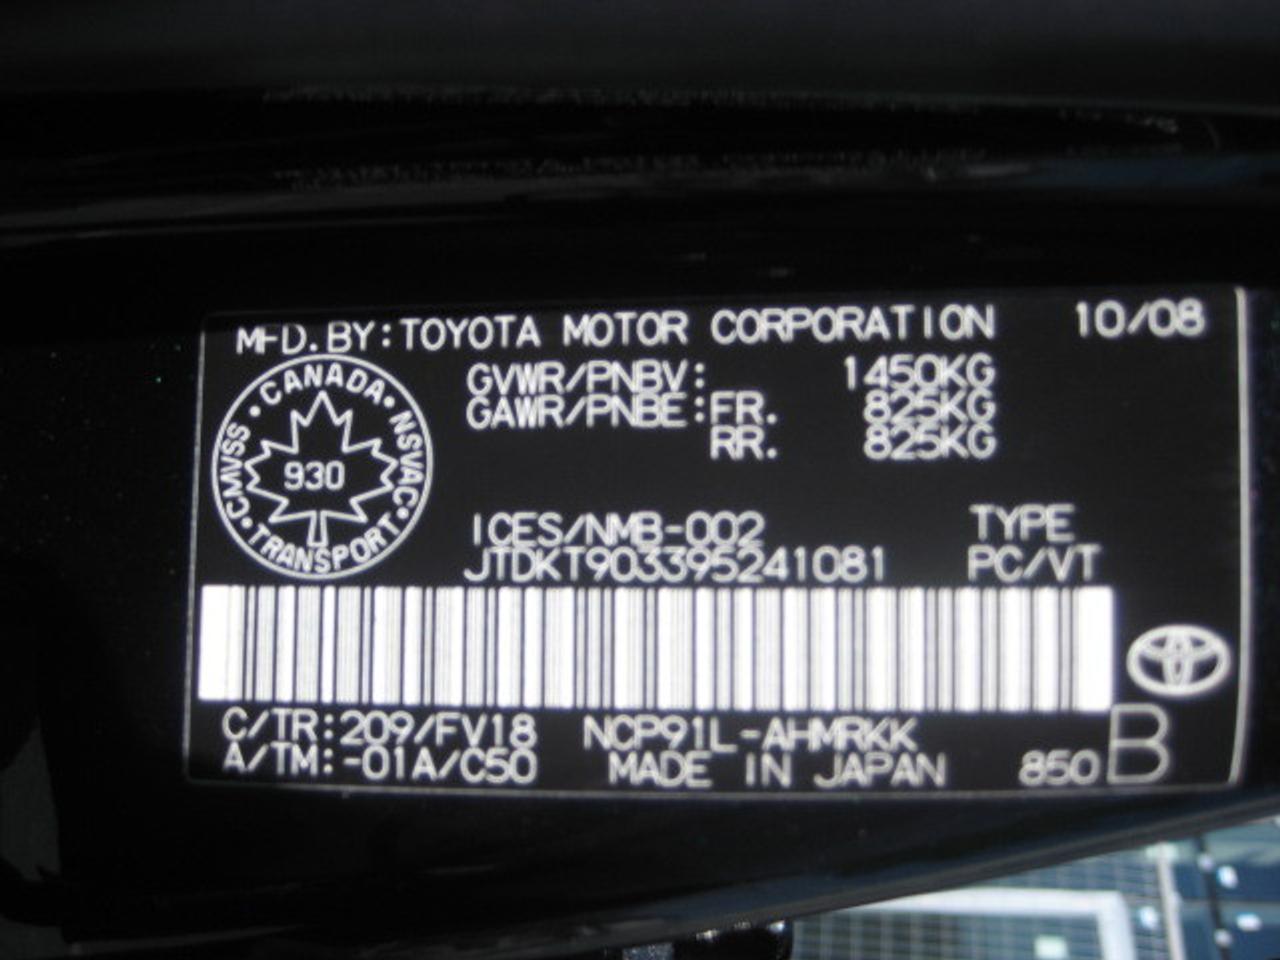 MFD. BY: TOYOTA MOTOR CORPORATION 10/08
GVWR/PNBV: 1450KG
GAWR/PNBE: FR. 825KG
RR. 825KG
CANADA • NSVAC • TRANSPORT • CMVSS •
930
ICES/NMB-002 TYPE
JTDKT903395241081 PC/VT
C/TR: 209/FV18 NCP91L-AHMRKK
A/TM: -01A/C50 MADE IN JAPAN 850 B